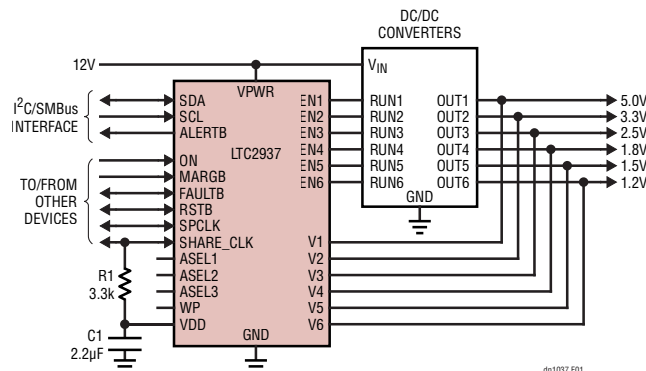 DC/DC
CONVERTERS
12V
VPWR
VIN
I2C/SMBus
INTERFACE
SDA
SCL
ALERTB
TO/FROM
OTHER
DEVICES
ON
MARGB
FAULTB
RSTB
SPCLK
SHARE_CLK
ASEL1
ASEL2
ASEL3
WP
VDD
LTC2937
GND
EN1
EN2
EN3
EN4
EN5
EN6
V1
V2
V3
V4
V5
V6
RUN1
RUN2
RUN3
RUN4
RUN5
RUN6
OUT1
OUT2
OUT3
OUT4
OUT5
OUT6
GND
5.0V
3.3V
2.5V
1.8V
1.5V
1.2V
R1
3.3k
C1
2.2µF
dn1037 F01